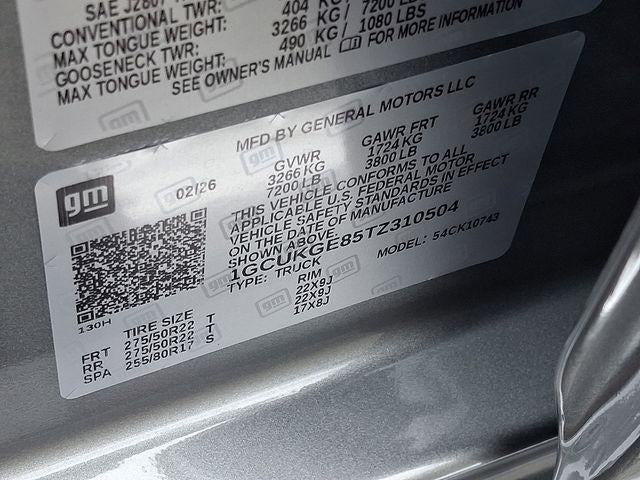 SAE J2807
CONVENTIONAL TWR: 404 KG/ 7200 LBS
MAX TONGUE WEIGHT: 3266 KG/ 1080 LBS
GOOSENECK TWR: 490 KG/
MAX TONGUE WEIGHT:
SEE OWNER'S MANUAL FOR MORE INFORMATION
MFD BY GENERAL MOTORS LLC
gm
02/26
GVWR GAWR FRT GAWR RR
3266 KG 1724 KG 1724 KG
7200 LB 3800 LB 3800 LB
THIS VEHICLE CONFORMS TO ALL
APPLICABLE U.S. FEDERAL MOTOR
VEHICLE SAFETY STANDARDS IN EFFECT
ON THE DATE OF MANUFACTURE
SHOWN ABOVE.
1GCUKGE85TZ310504
TYPE: TRUCK MODEL: 54CK10743
130H
TIRE SIZE RIM
FRT 275/50R22 T 22X9J
RR 275/50R22 T 22X9J
SPA 255/80R17 S 17X8J